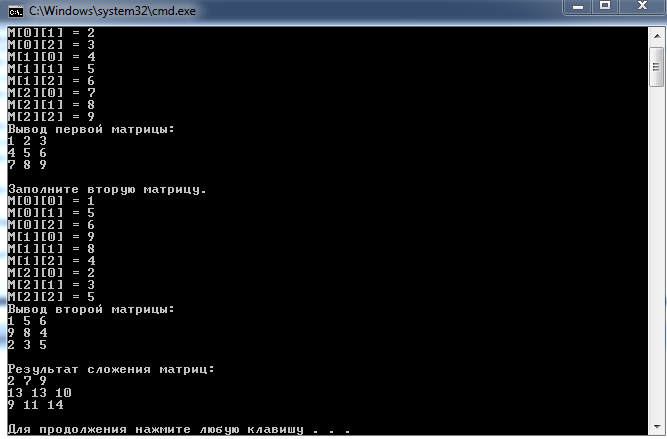 C:\Windows\system32\cmd.exe
M[0][1] = 2
M[0][2] = 3
M[1][0] = 4
M[1][1] = 5
M[1][2] = 6
M[2][0] = 7
M[2][1] = 8
M[2][2] = 9
Вывод первой матрицы:
1 2 3
4 5 6
7 8 9
Заполните вторую матрицу.
M[0][0] = 1
M[0][1] = 5
M[0][2] = 6
M[1][0] = 9
M[1][1] = 8
M[1][2] = 4
M[2][0] = 2
M[2][1] = 3
M[2][2] = 5
Вывод второй матрицы:
1 5 6
9 8 4
2 3 5
Результат сложения матриц:
2 7 9
13 13 10
9 11 14
Для продолжения нажмите любую клавишу . . .